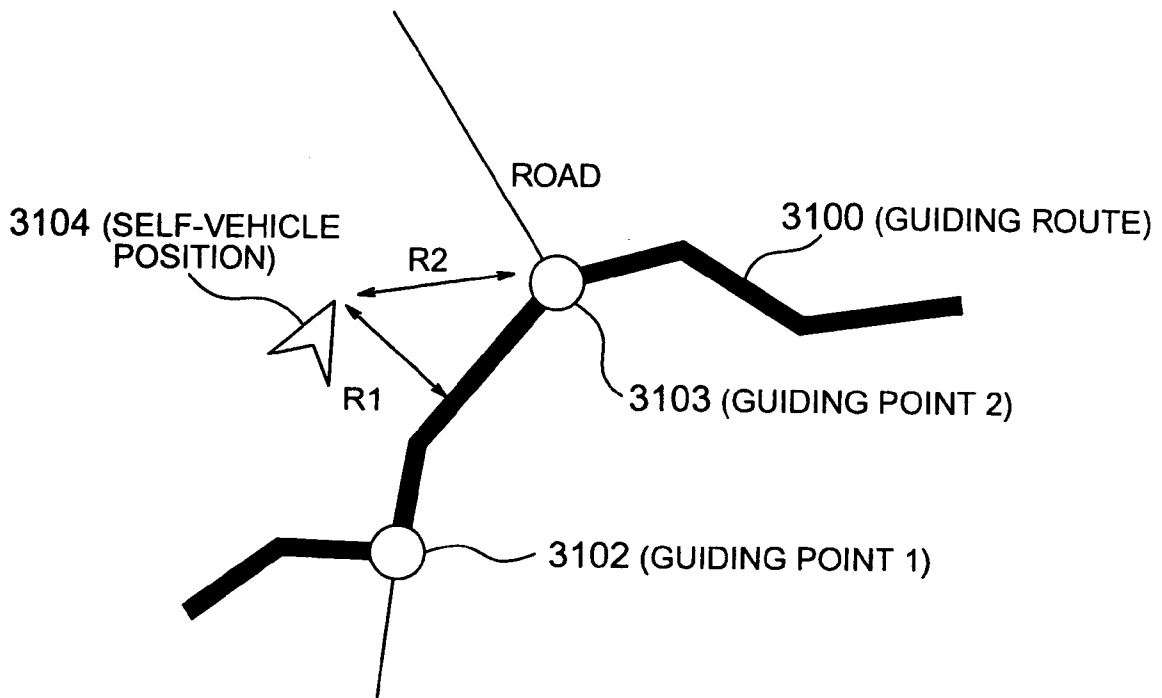 ROAD
3104 (SELF-VEHICLE
POSITION)
3100 (GUIDING ROUTE)
R2
R1
3103 (GUIDING POINT 2)
3102 (GUIDING POINT 1)